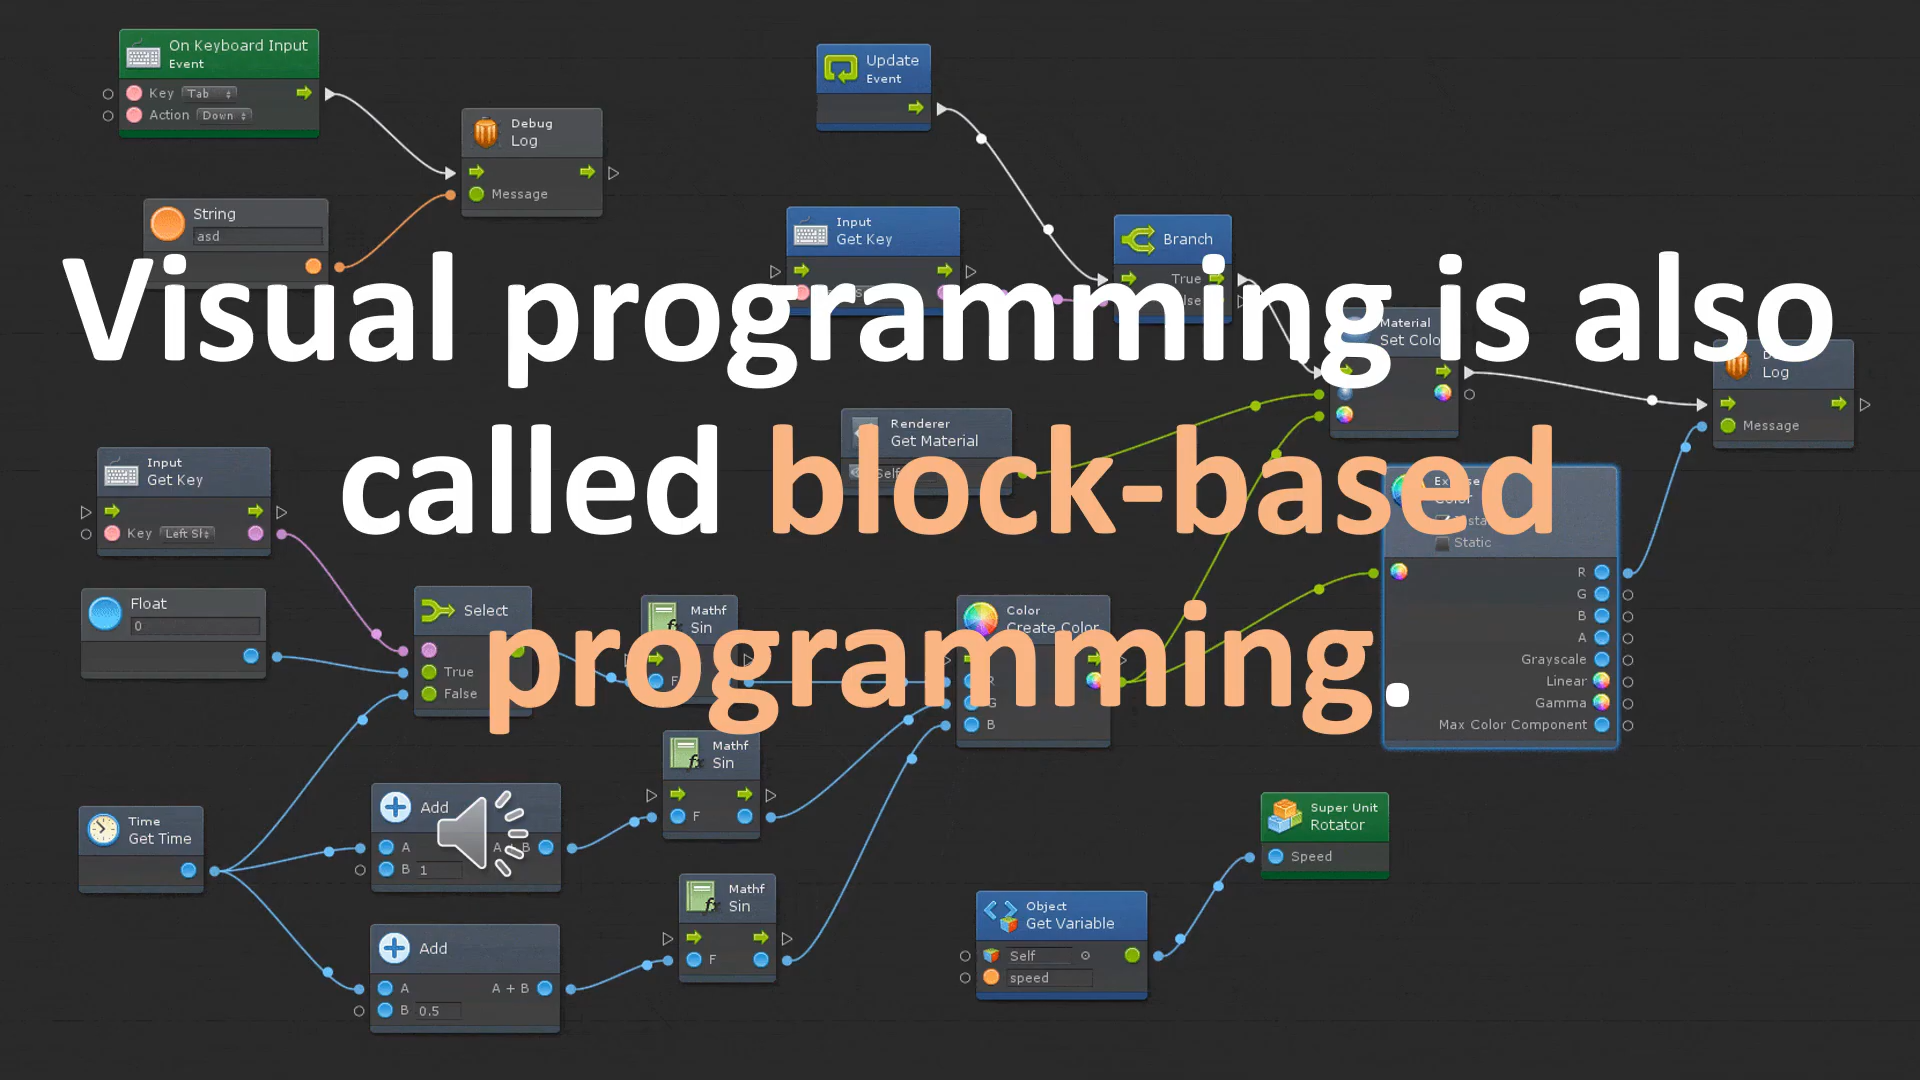 On Keyboard Input
Event
Key Tab
Action Down
Debug
Log
Message
String
asd
Update
Event
Input
Get Key
Branch
True
Visual programming is also
called block-based
programming.
Material
Log
Message
Renderer
Get Material
Self
Static
R
G
B
A
Grayscale
Linear
Gamma
Max Color Component
Input
Get Key
Key
Float
0
Select
True
False
Mathf
Sin
F
Color
Create Color
R
G
B
Mathf
Sin
F
Time
Get Time
Add
A
B 1
Add
A A + B
B 0.5
Mathf
Sin
F
Super Unit
Rotator
Speed
Object
Get Variable
Self
speed